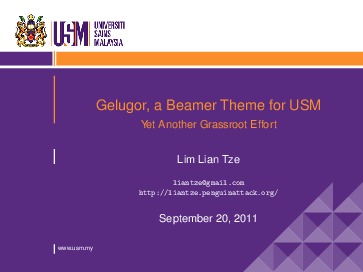 USM
UNIVERSITI
SAINS
MALAYSIA
Gelugor, a Beamer Theme for USM
Yet Another Grassroot Effort
Lim Lian Tze
liantze@gmail.com
http://liantze.penguinattack.org/
September 20, 2011
www.usm.my